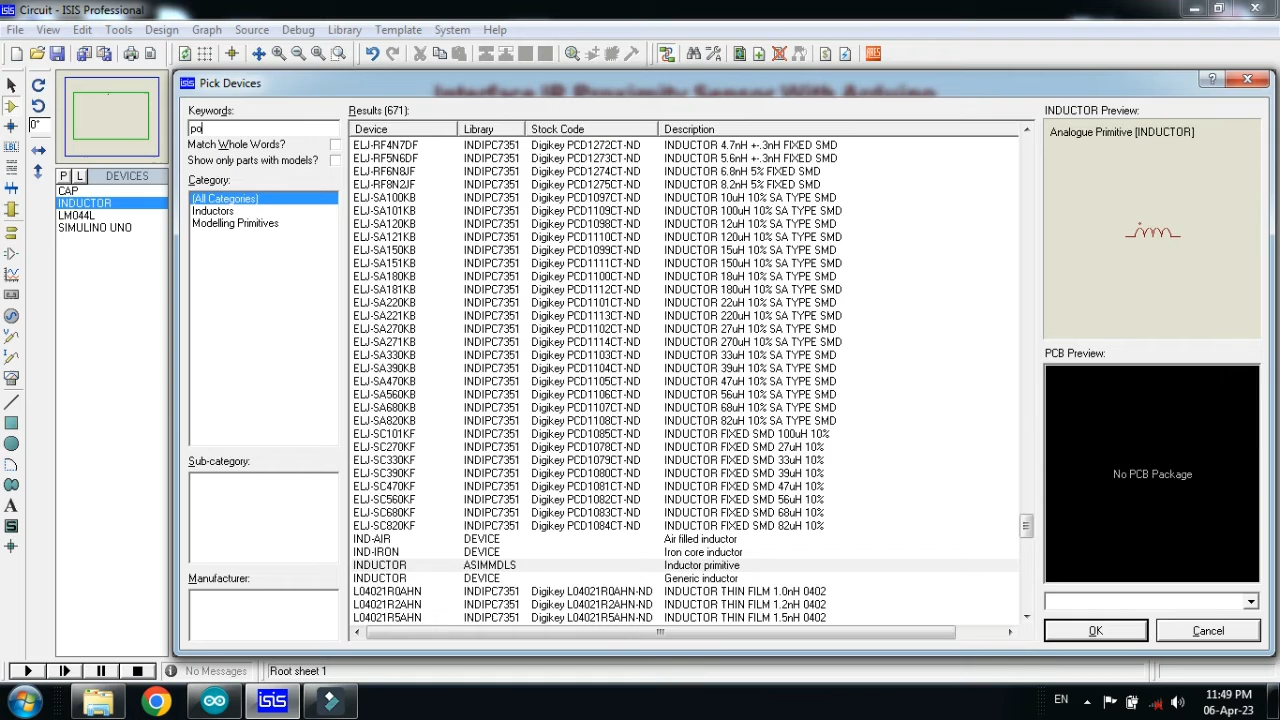 Circuit - ISIS Professional
File View Edit Tools Design Graph Source Debug Library Template System Help
Pick Devices
Interface IR Proximity Sensor With Arduino
Keywords:
po
Match Whole Words?
Show only parts with models?
Category:
(All Categories)
Inductors
Modelling Primitives
Sub-category:
Manufacturer:
0°
LBL
P L DEVICES
CAP
INDUCTOR
LM044L
SIMULINO UNO
Results (671):
Device Library Stock Code Description
ELJ-RF4N7DF INDIPC7351 Digikey PCD1272CT-ND INDUCTOR 4.7nH +-.3nH FIXED SMD
ELJ-RF5N6DF INDIPC7351 Digikey PCD1273CT-ND INDUCTOR 5.6nH +-.3nH FIXED SMD
ELJ-RF6N8JF INDIPC7351 Digikey PCD1274CT-ND INDUCTOR 6.8nH 5% FIXED SMD
ELJ-RF8N2JF INDIPC7351 Digikey PCD1275CT-ND INDUCTOR 8.2nH 5% FIXED SMD
ELJ-SA100KB INDIPC7351 Digikey PCD1097CT-ND INDUCTOR 10uH 10% SA TYPE SMD
ELJ-SA101KB INDIPC7351 Digikey PCD1109CT-ND INDUCTOR 100uH 10% SA TYPE SMD
ELJ-SA120KB INDIPC7351 Digikey PCD1098CT-ND INDUCTOR 12uH 10% SA TYPE SMD
ELJ-SA121KB INDIPC7351 Digikey PCD1110CT-ND INDUCTOR 120uH 10% SA TYPE SMD
ELJ-SA150KB INDIPC7351 Digikey PCD1099CT-ND INDUCTOR 15uH 10% SA TYPE SMD
ELJ-SA151KB INDIPC7351 Digikey PCD1111CT-ND INDUCTOR 150uH 10% SA TYPE SMD
ELJ-SA180KB INDIPC7351 Digikey PCD1100CT-ND INDUCTOR 18uH 10% SA TYPE SMD
ELJ-SA181KB INDIPC7351 Digikey PCD1112CT-ND INDUCTOR 180uH 10% SA TYPE SMD
ELJ-SA220KB INDIPC7351 Digikey PCD1101CT-ND INDUCTOR 22uH 10% SA TYPE SMD
ELJ-SA221KB INDIPC7351 Digikey PCD1113CT-ND INDUCTOR 220uH 10% SA TYPE SMD
ELJ-SA270KB INDIPC7351 Digikey PCD1102CT-ND INDUCTOR 27uH 10% SA TYPE SMD
ELJ-SA271KB INDIPC7351 Digikey PCD1114CT-ND INDUCTOR 270uH 10% SA TYPE SMD
ELJ-SA330KB INDIPC7351 Digikey PCD1103CT-ND INDUCTOR 33uH 10% SA TYPE SMD
ELJ-SA390KB INDIPC7351 Digikey PCD1104CT-ND INDUCTOR 39uH 10% SA TYPE SMD
ELJ-SA470KB INDIPC7351 Digikey PCD1105CT-ND INDUCTOR 47uH 10% SA TYPE SMD
ELJ-SA560KB INDIPC7351 Digikey PCD1106CT-ND INDUCTOR 56uH 10% SA TYPE SMD
ELJ-SA680KB INDIPC7351 Digikey PCD1107CT-ND INDUCTOR 68uH 10% SA TYPE SMD
ELJ-SA820KB INDIPC7351 Digikey PCD1108CT-ND INDUCTOR 82uH 10% SA TYPE SMD
ELJ-SC101KF INDIPC7351 Digikey PCD1085CT-ND INDUCTOR FIXED SMD 100uH 10%
ELJ-SC270KF INDIPC7351 Digikey PCD1078CT-ND INDUCTOR FIXED SMD 27uH 10%
ELJ-SC330KF INDIPC7351 Digikey PCD1079CT-ND INDUCTOR FIXED SMD 33uH 10%
ELJ-SC390KF INDIPC7351 Digikey PCD1080CT-ND INDUCTOR FIXED SMD 39uH 10%
ELJ-SC470KF INDIPC7351 Digikey PCD1081CT-ND INDUCTOR FIXED SMD 47uH 10%
ELJ-SC560KF INDIPC7351 Digikey PCD1082CT-ND INDUCTOR FIXED SMD 56uH 10%
ELJ-SC680KF INDIPC7351 Digikey PCD1083CT-ND INDUCTOR FIXED SMD 68uH 10%
ELJ-SC820KF INDIPC7351 Digikey PCD1084CT-ND INDUCTOR FIXED SMD 82uH 10%
IND-AIR DEVICE Air filled inductor
IND-IRON DEVICE Iron core inductor
INDUCTOR ASIMMDLS Inductor primitive
INDUCTOR DEVICE Generic inductor
L04021R0AHN INDIPC7351 Digikey L04021R0AHN-ND INDUCTOR THIN FILM 1.0nH 0402
L04021R2AHN INDIPC7351 Digikey L04021R2AHN-ND INDUCTOR THIN FILM 1.2nH 0402
L04021R5AHN INDIPC7351 Digikey L04021R5AHN-ND INDUCTOR THIN FILM 1.5nH 0402
INDUCTOR Preview:
Analogue Primitive [INDUCTOR]
PCB Preview:
No PCB Package
OK Cancel
No Messages Root sheet 1
isis EN 11:49 PM
06-Apr-23